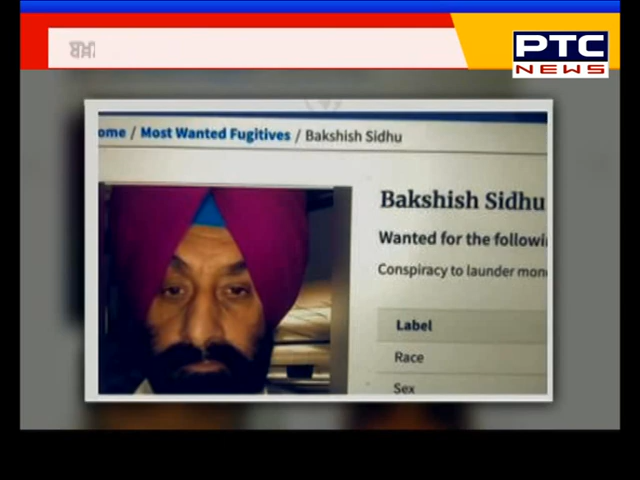 PTC
NEWS
ome / Most Wanted Fugitives / Bakshish Sidhu
Bakshish Sidhu
Wanted for the followi
Conspiracy to launder mon
Label
Race
Sex